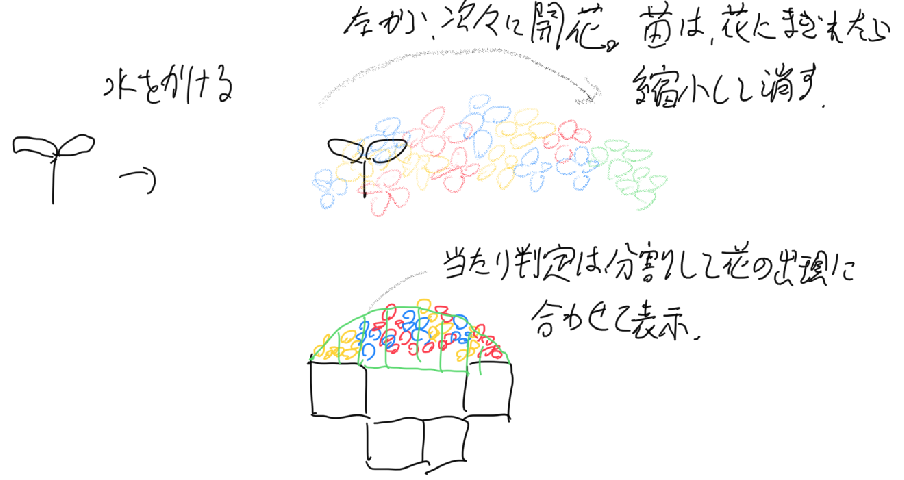 左から、次々に開花。苗は、花にまぎれたら
縮小して消す.
水をかける
当たり判定は分割して花の出現に
合わせて表示.